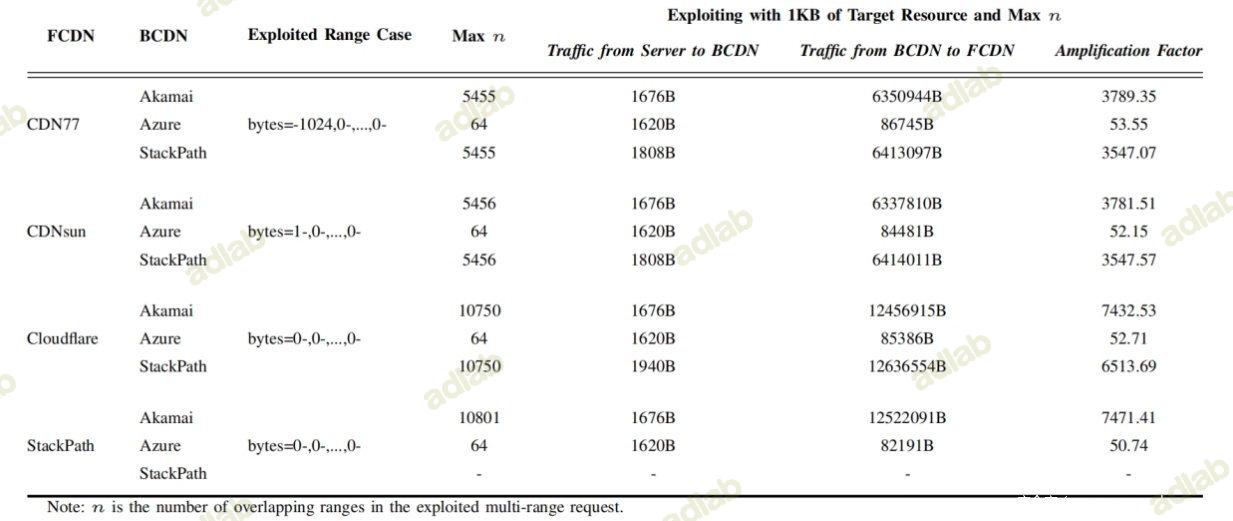 Exploiting with 1KB of Target Resource and Max n
FCDN BCDN Exploited Range Case Max n
Traffic from Server to BCDN Traffic from BCDN to FCDN Amplification Factor
Akamai 5455 1676B 6350944B 3789.35
CDN77 Azure bytes=-1024,0-,...,0- 64 1620B 86745B 53.55
StackPath 5455 1808B 6413097B 3547.07
Akamai 5456 1676B 6337810B 3781.51
CDNsun Azure bytes=1-,0-,...,0- 64 1620B 84481B 52.15
StackPath 5456 1808B 6414011B 3547.57
Akamai 10750 1676B 12456915B 7432.53
Cloudflare Azure bytes=0-,0-,...,0- 64 1620B 85386B 52.71
StackPath 10750 1940B 12636554B 6513.69
Akamai 10801 1676B 12522091B 7471.41
StackPath Azure bytes=0-,0-,...,0- 64 1620B 82191B 50.74
StackPath - - - -
Note: n is the number of overlapping ranges in the exploited multi-range request.
adlab
adlab
adlab
adlab
adlab
adlab
adlab
adlab
adlab
adlab
adlab